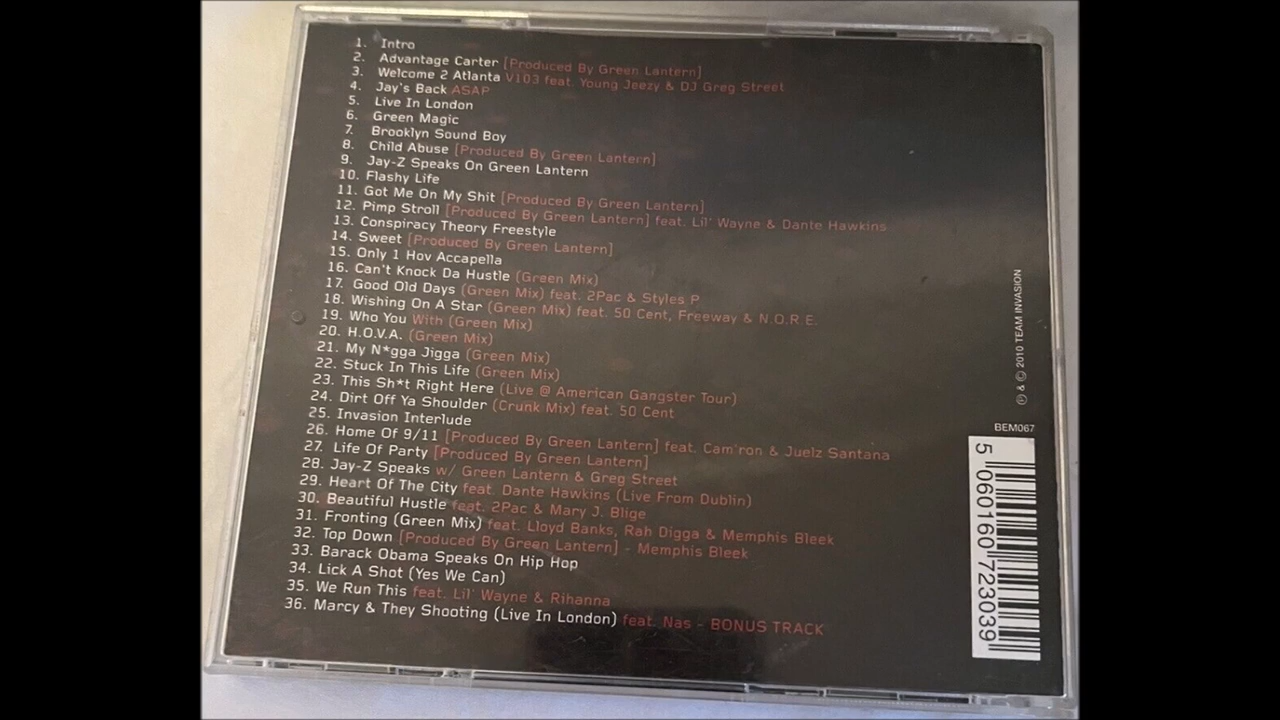 1. Intro
2. Advantage Carter [Produced By Green Lantern]
3. Welcome 2 Atlanta V103 feat. Young Jeezy & DJ Greg Street
4. Jay's Back ASAP
5. Live In London
6. Green Magic
7. Brooklyn Sound Boy
8. Child Abuse [Produced By Green Lantern]
9. Jay-Z Speaks On Green Lantern
10. Flashy Life
11. Got Me On My Shit [Produced By Green Lantern]
12. Pimp Stroll [Produced By Green Lantern] feat. Lil' Wayne & Dante Hawkins
13. Conspiracy Theory Freestyle
14. Sweet [Produced By Green Lantern]
15. Only 1 Hov Accapella
16. Can't Knock Da Hustle (Green Mix)
17. Good Old Days (Green Mix) feat. 2Pac & Styles P
18. Wishing On A Star (Green Mix) feat. 50 Cent, Freeway & N.O.R.E.
19. Who You With (Green Mix)
20. H.O.V.A. (Green Mix)
21. My N*gga Jigga (Green Mix)
22. Stuck In This Life (Green Mix)
23. This Sh*t Right Here (Live @ American Gangster Tour)
24. Dirt Off Ya Shoulder (Crunk Mix) feat. 50 Cent
25. Invasion Interlude
26. Home Of 9/11 [Produced By Green Lantern] feat. Cam'ron & Juelz Santana
27. Life Of Party [Produced By Green Lantern]
28. Jay-Z Speaks w/ Green Lantern & Greg Street
29. Heart Of The City feat. Dante Hawkins (Live From Dublin)
30. Beautiful Hustle feat. 2Pac & Mary J. Blige
31. Fronting (Green Mix) feat. Lloyd Banks, Rah Digga & Memphis Bleek
32. Top Down [Produced By Green Lantern] - Memphis Bleek
33. Barack Obama Speaks On Hip Hop
34. Lick A Shot (Yes We Can)
35. We Run This feat. Lil' Wayne & Rihanna
36. Marcy & They Shooting (Live In London) feat. Nas - BONUS TRACK
℗ & © 2010 TEAM INVASION
BEM067
5 060160 723039